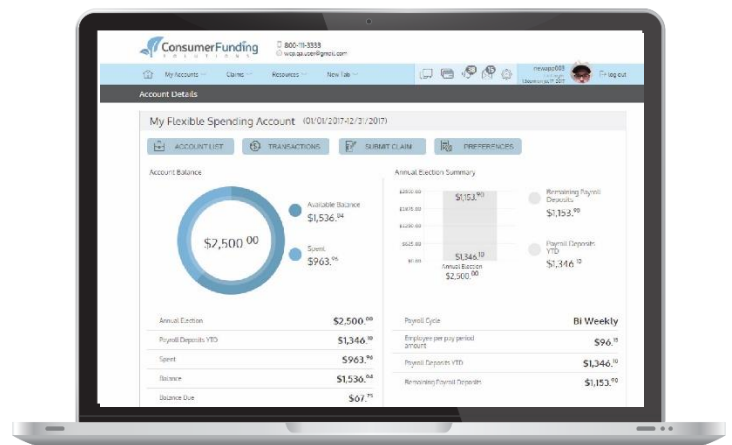 ConsumerFunding
SOLUTIONS
800-111-3333
My Accounts
Claims
Resources
New Tab
newapp003
log out
Account Details
My Flexible Spending Account (01/01/2017-12/31/2017)
ACCOUNT LIST
TRANSACTIONS
SUBMIT CLAIM
PREFERENCES
Account Balance
$2,500.00
Available Balance
$1,536.04
Spent
$963.96
Annual Election Summary
$625.00
$0.00
$1,153.90
$1,346.10
Annual Election
$2,500.00
Remaining Payroll
Deposits
$1,153.90
Payroll Deposits
YTD
$1,346.10
Annual Election $2,500.00
Payroll Deposits YTD $1,346.10
Spent $963.96
Balance $1,536.04
Balance Due $67.71
Payroll Cycle Bi Weekly
Employee per pay period
amount $96.15
Payroll Deposits YTD $1,346.10
Remaining Payroll Deposits $1,153.90